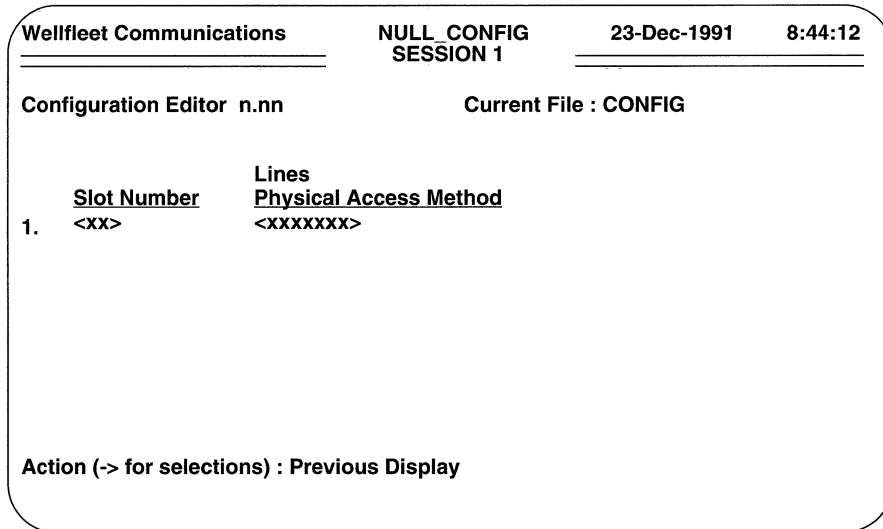 Wellfleet Communications NULL_CONFIG 23-Dec-1991 8:44:12
SESSION 1
Configuration Editor n.nn Current File : CONFIG
Lines
Slot Number Physical Access Method
1. <xx> <xxxxxxx>
Action (-> for selections) : Previous Display